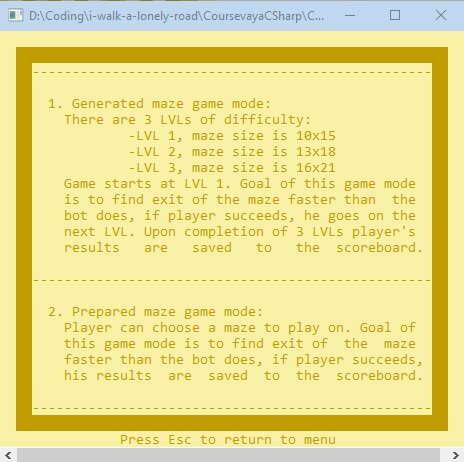 D:\Coding\i-walk-a-lonely-road\CoursevayaCSharp\C...
--------------------------------------------------
1. Generated maze game mode:
There are 3 LVLs of difficulty:
-LVL 1, maze size is 10x15
-LVL 2, maze size is 13x18
-LVL 3, maze size is 16x21
Game starts at LVL 1. Goal of this game mode
is to find exit of the maze faster than the
bot does, if player succeeds, he goes on the
next LVL. Upon completion of 3 LVLs player's
results are saved to the scoreboard.
--------------------------------------------------
2. Prepared maze game mode:
Player can choose a maze to play on. Goal of
this game mode is to find exit of the maze
faster than the bot does, if player succeeds,
his results are saved to the scoreboard.
--------------------------------------------------
Press Esc to return to menu